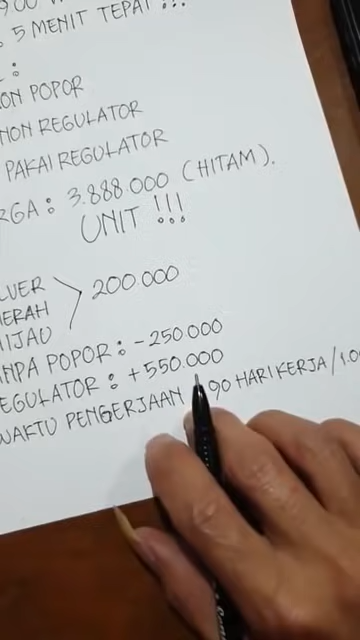 5 MENIT TEPAT !!!
:
NON POPOR
NON REGULATOR
PAKAI REGULATOR
RGA : 3.888.000 (HITAM).
UNIT !!!
LVER
MERAH 200.000
HIJAU
ANPA POPOR : -250.000
REGULATOR : +550.000
WAKTU PENGERJAAN 90 HARI KERJA / 1.0